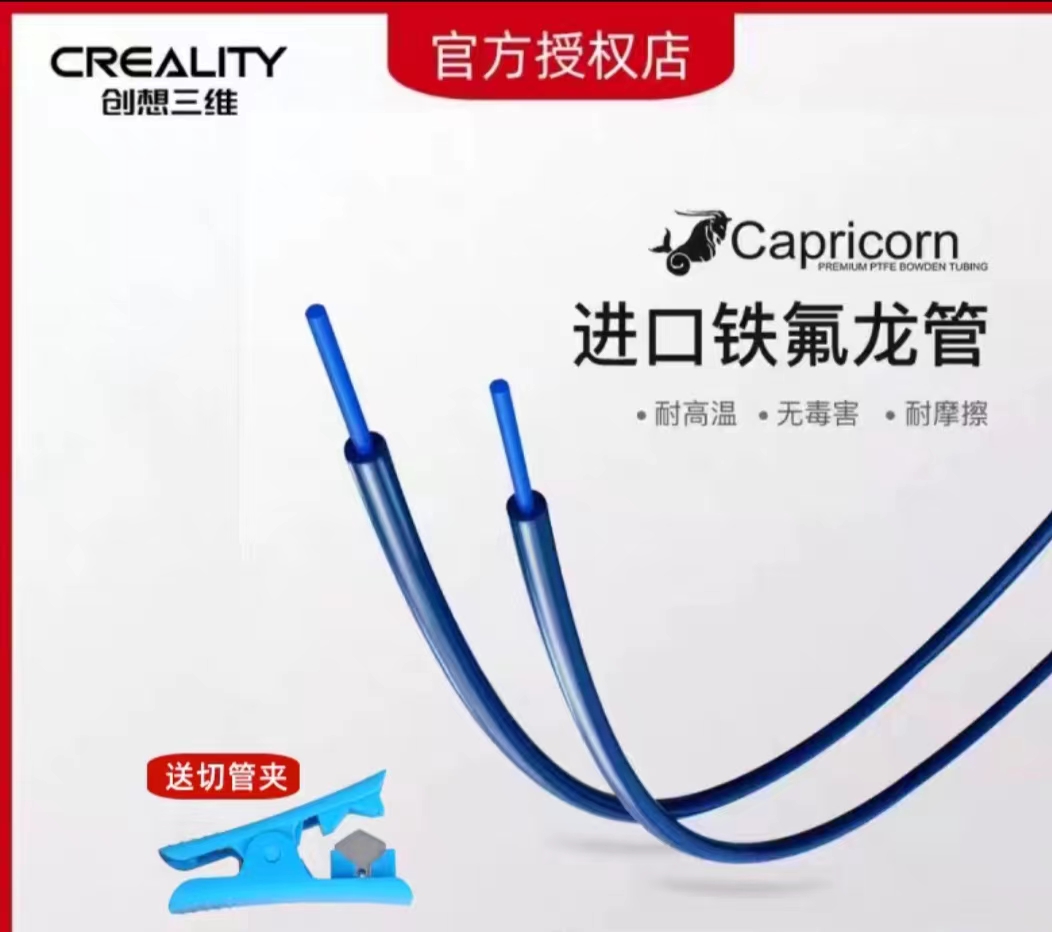 CREALITY
创想三维
官方授权店
Capricorn
PREMIUM PTFE BOWDEN TUBING
进口铁氟龙管
• 耐高温 • 无毒害 • 耐摩擦
送切管夹